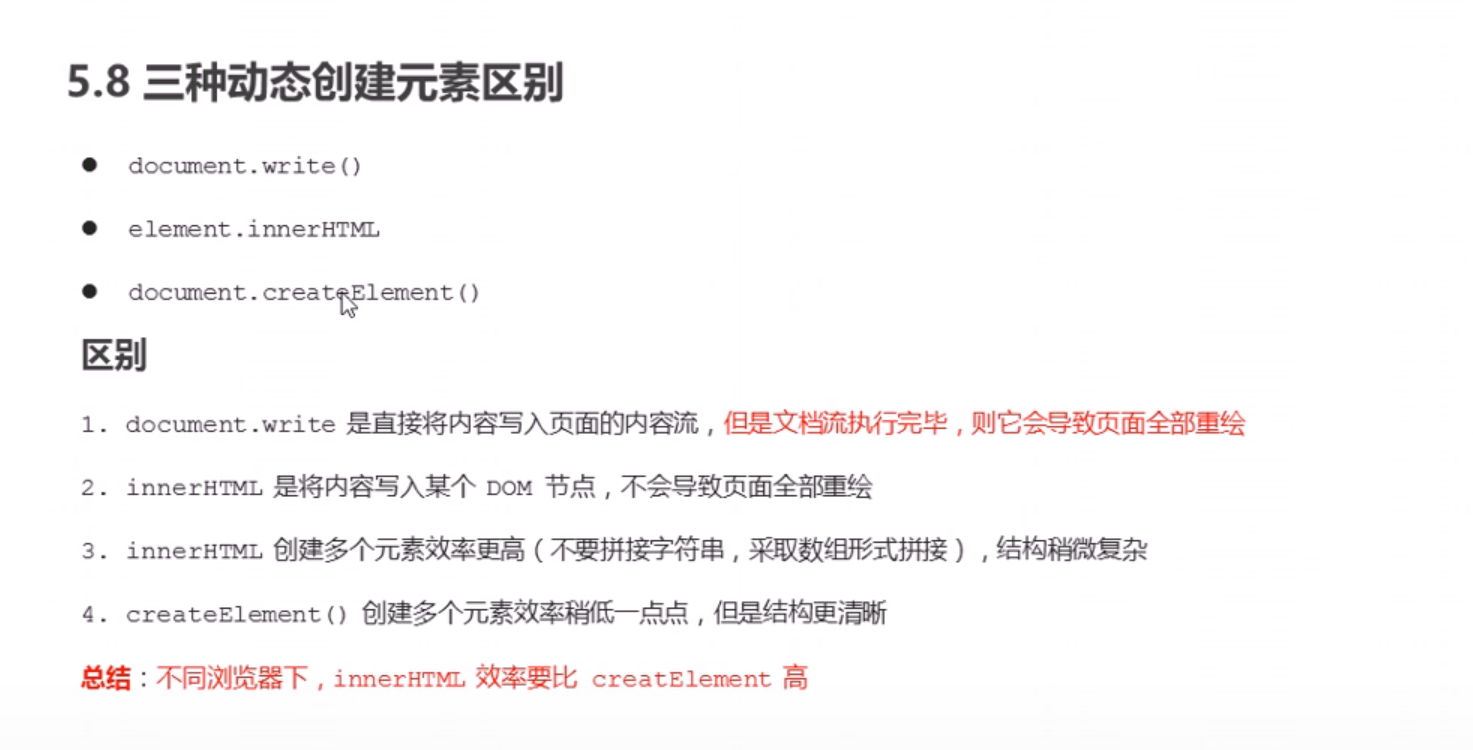 5.8 三种动态创建元素区别
● document.write()
● element.innerHTML
● document.createElement()
区别
1. document.write 是直接将内容写入页面的内容流，但是文档流执行完毕，则它会导致页面全部重绘
2. innerHTML 是将内容写入某个 DOM 节点，不会导致页面全部重绘
3. innerHTML 创建多个元素效率更高（不要拼接字符串，采取数组形式拼接），结构稍微复杂
4. createElement() 创建多个元素效率稍低一点点，但是结构更清晰
总结：不同浏览器下，innerHTML 效率要比 creatElement 高